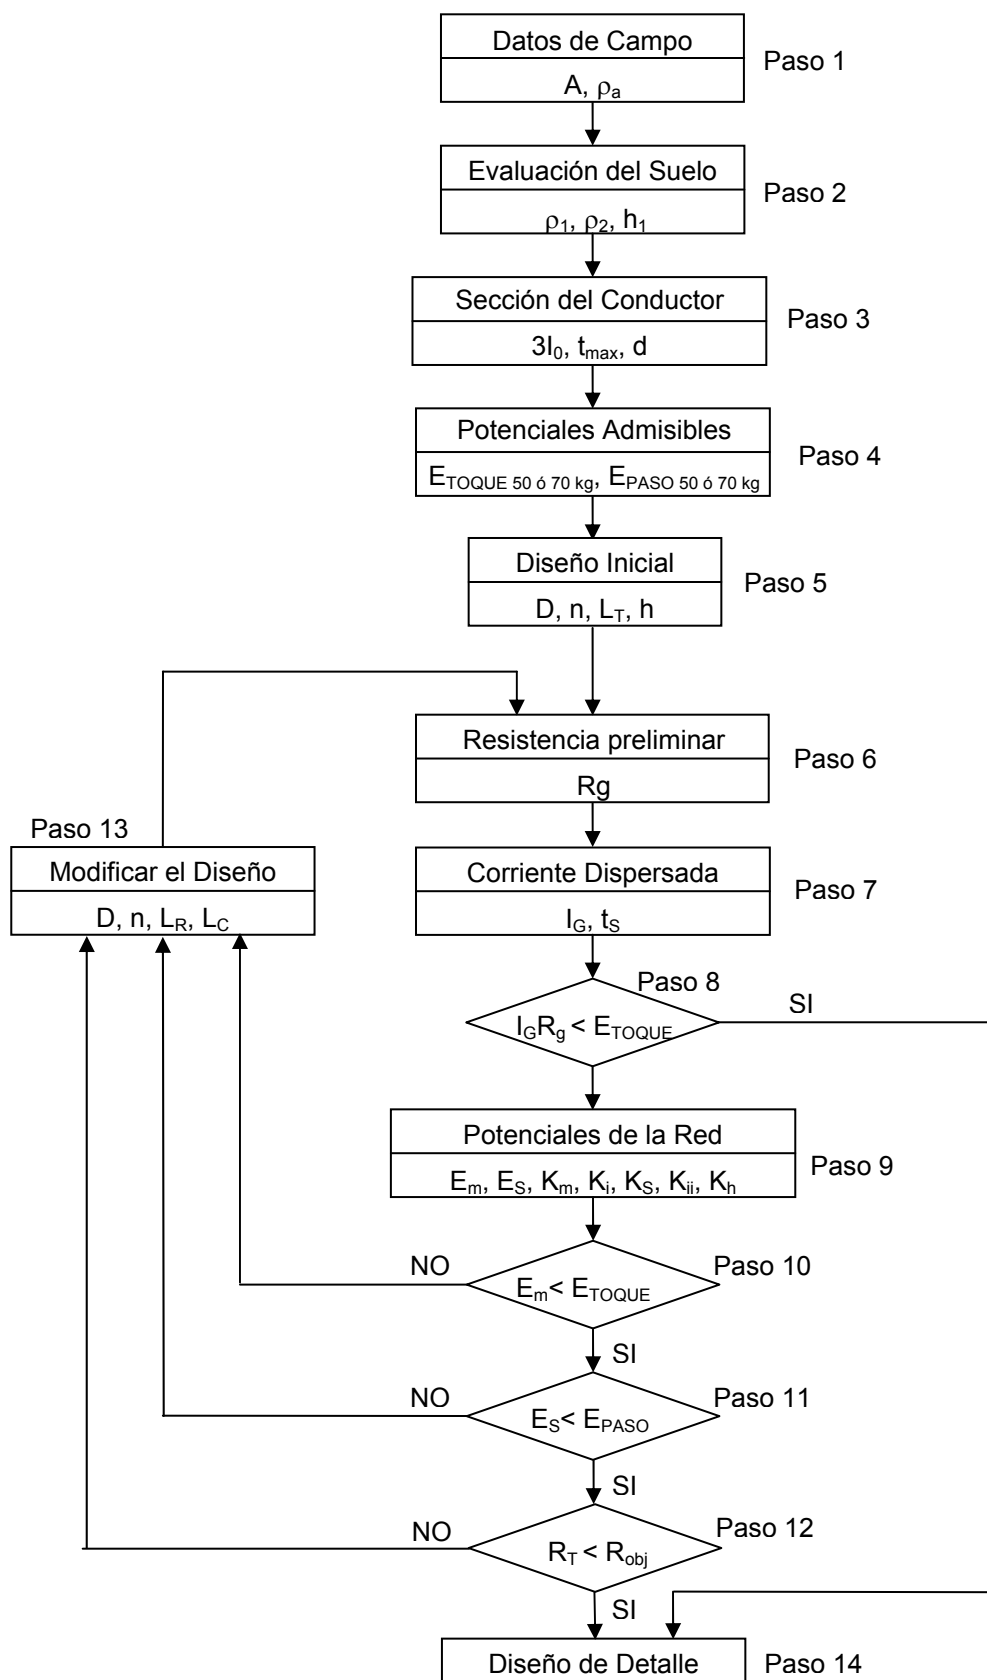 Datos de Campo
A, ρa
Paso 1
Evaluación del Suelo
ρ1, ρ2, h1
Paso 2
Sección del Conductor
3I0, tmax, d
Paso 3
Potenciales Admisibles
ETOQUE 50 ó 70 kg, EPASO 50 ó 70 kg
Paso 4
Diseño Inicial
D, n, LT, h
Paso 5
Resistencia preliminar
Rg
Paso 6
Paso 13
Modificar el Diseño
D, n, LR, LC
Corriente Dispersada
IG, tS
Paso 7
Paso 8
IGRg < ETOQUE
SI
Potenciales de la Red
Em, ES, Km, Ki, KS, Kii, Kh
Paso 9
NO
Em< ETOQUE
Paso 10
SI
NO
ES< EPASO
Paso 11
SI
NO
RT < Robj
Paso 12
SI
Diseño de Detalle
Paso 14